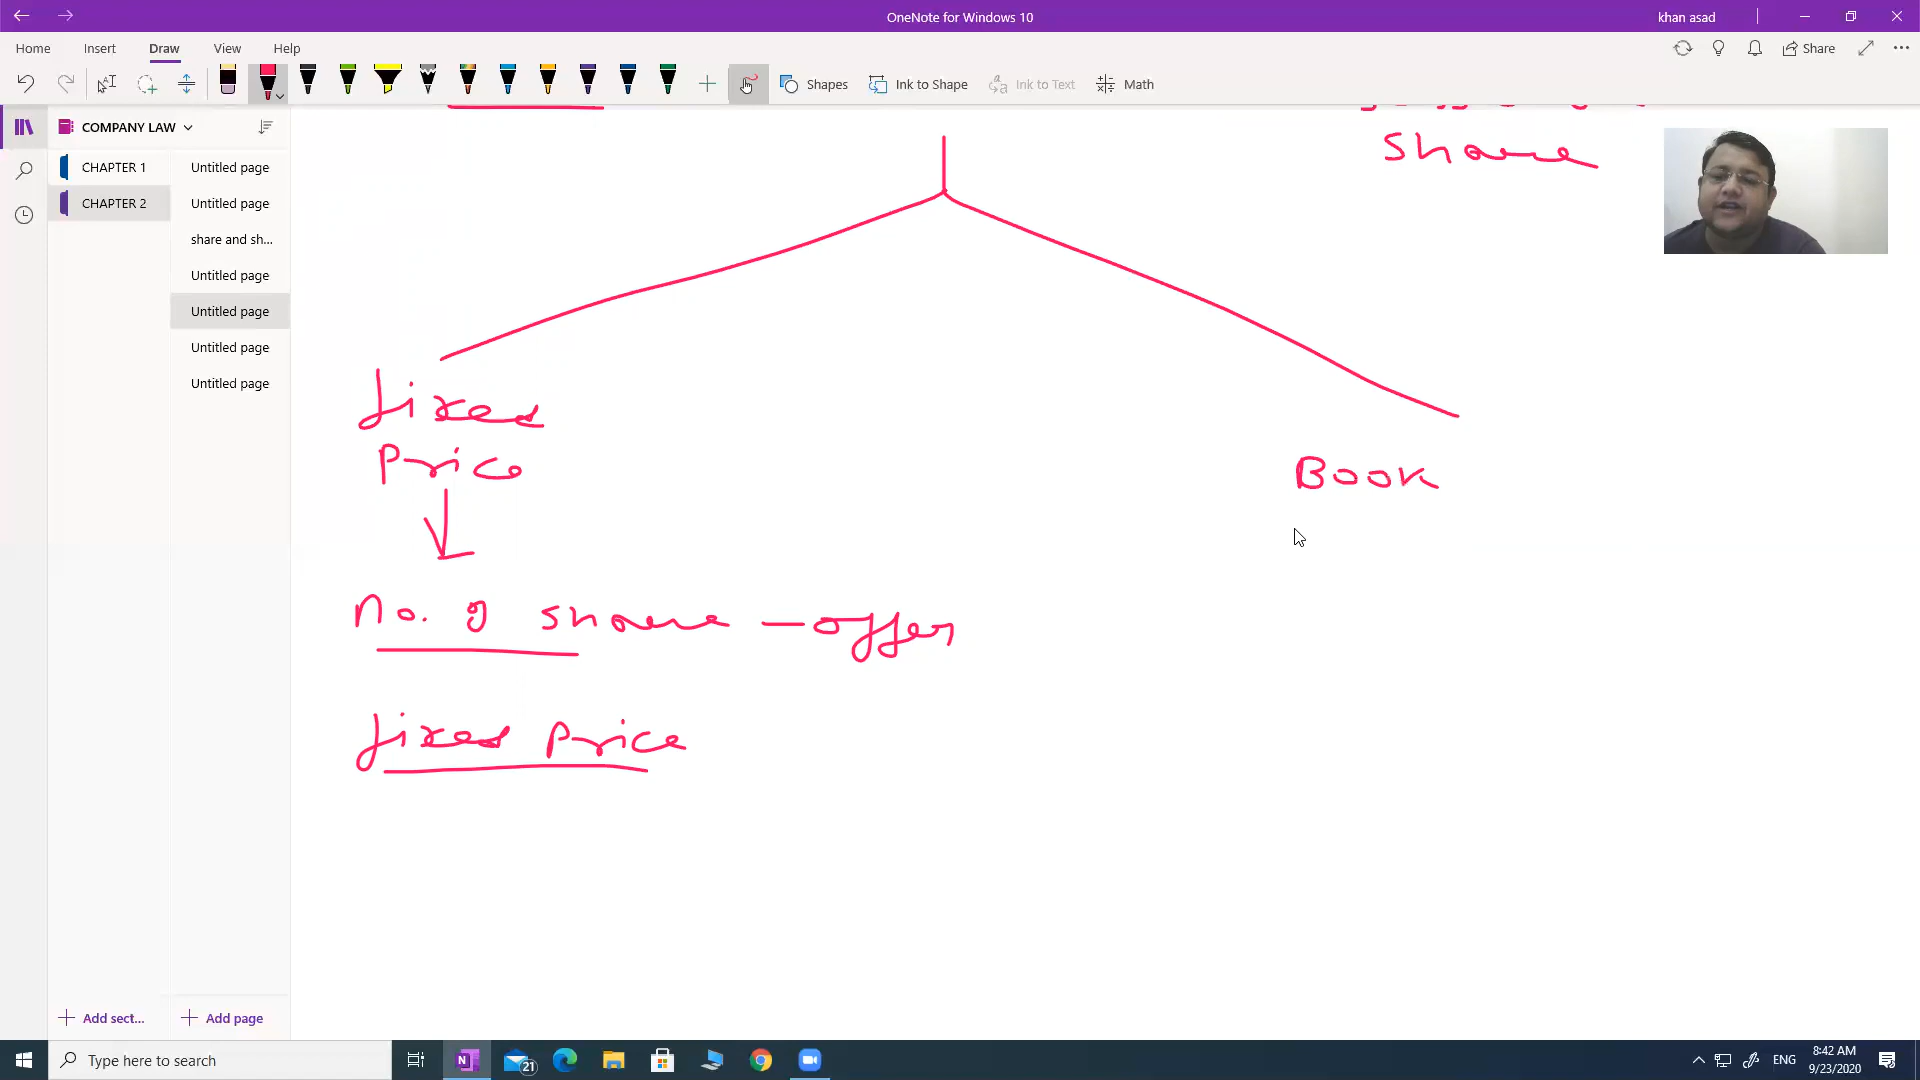 OneNote for Windows 10
khan asad
Home Insert Draw View Help
Share
Shapes
Ink to Shape
Ink to Text
Math
COMPANY LAW
CHAPTER 1
CHAPTER 2
Untitled page
Untitled page
share and sh...
Untitled page
Untitled page
Untitled page
Untitled page
Share
fixed
Price
Book
No. of share — offer
fixed Price
Add sect...
Add page
Type here to search
N
21
ENG
8:42 AM
9/23/2020